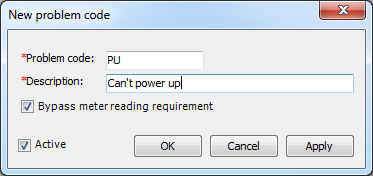 New problem code
*Problem code: PU
*Description: Can't power up
Bypass meter reading requirement
Active OK Cancel Apply